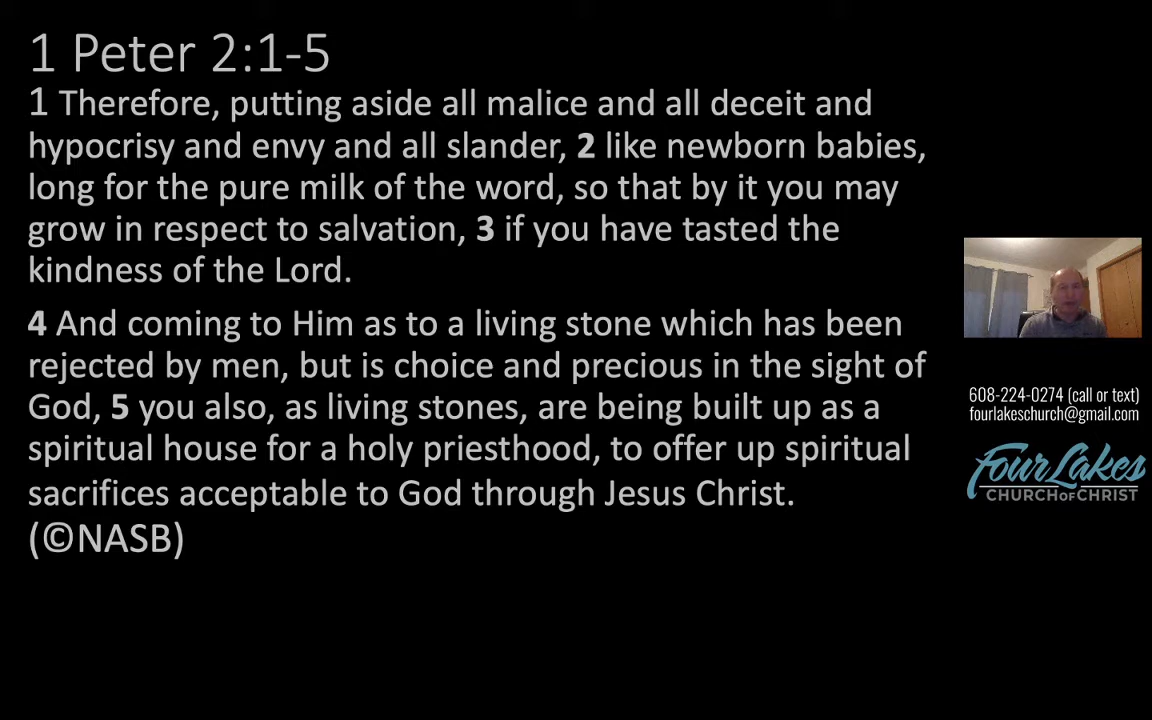 1 Peter 2:1-5
1 Therefore, putting aside all malice and all deceit and
hypocrisy and envy and all slander, 2 like newborn babies,
long for the pure milk of the word, so that by it you may
grow in respect to salvation, 3 if you have tasted the
kindness of the Lord.
4 And coming to Him as to a living stone which has been
rejected by men, but is choice and precious in the sight of
God, 5 you also, as living stones, are being built up as a
spiritual house for a holy priesthood, to offer up spiritual
sacrifices acceptable to God through Jesus Christ.
(©NASB)
608-224-0274 (call or text)
fourlakeschurch@gmail.com
Four Lakes
CHURCH OF CHRIST